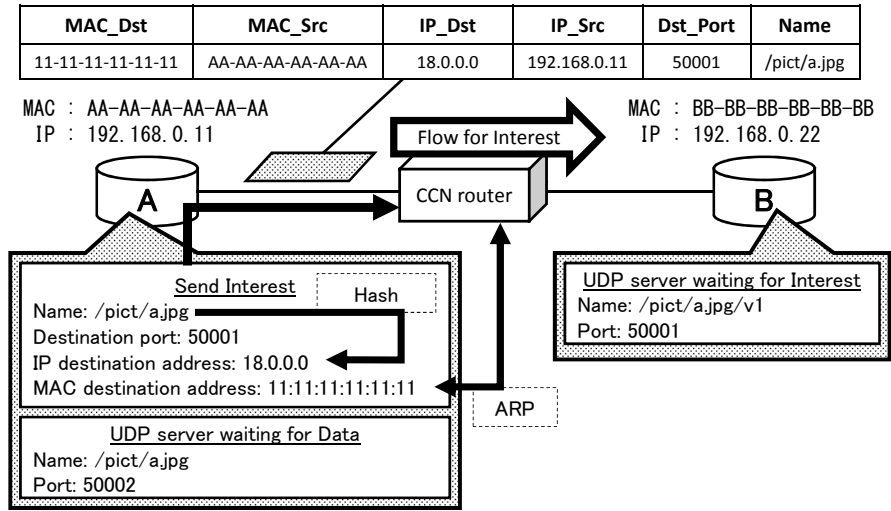 MAC_Dst MAC_Src IP_Dst IP_Src Dst_Port Name
11-11-11-11-11-11 AA-AA-AA-AA-AA-AA 18.0.0.0 192.168.0.11 50001 /pict/a.jpg
MAC : AA-AA-AA-AA-AA-AA
IP : 192.168.0.11
Flow for Interest
MAC : BB-BB-BB-BB-BB-BB
IP : 192.168.0.22
A
CCN router
B
Send Interest
Hash
Name: /pict/a.jpg
Destination port: 50001
IP destination address: 18.0.0.0
MAC destination address: 11:11:11:11:11:11
ARP
UDP server waiting for Data
Name: /pict/a.jpg
Port: 50002
UDP server waiting for Interest
Name: /pict/a.jpg/v1
Port: 50001